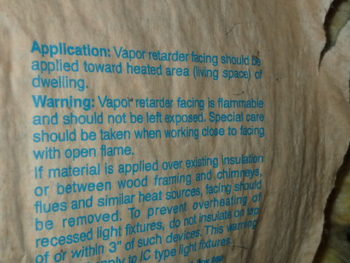 Application: Vapor retarder facing should be
applied toward heated area (living space) of
dwelling.
Warning: Vapor retarder facing is flammable
and should not be left exposed. Special care
should be taken when working close to facing
with open flame.
If material is applied over existing insulation
or between wood framing and chimneys,
flues and similar heat sources, facing should
be removed. To prevent overheating of
recessed light fixtures, do not insulate on top
of or within 3" of such devices. This warning
apply to IC type light fixtures.